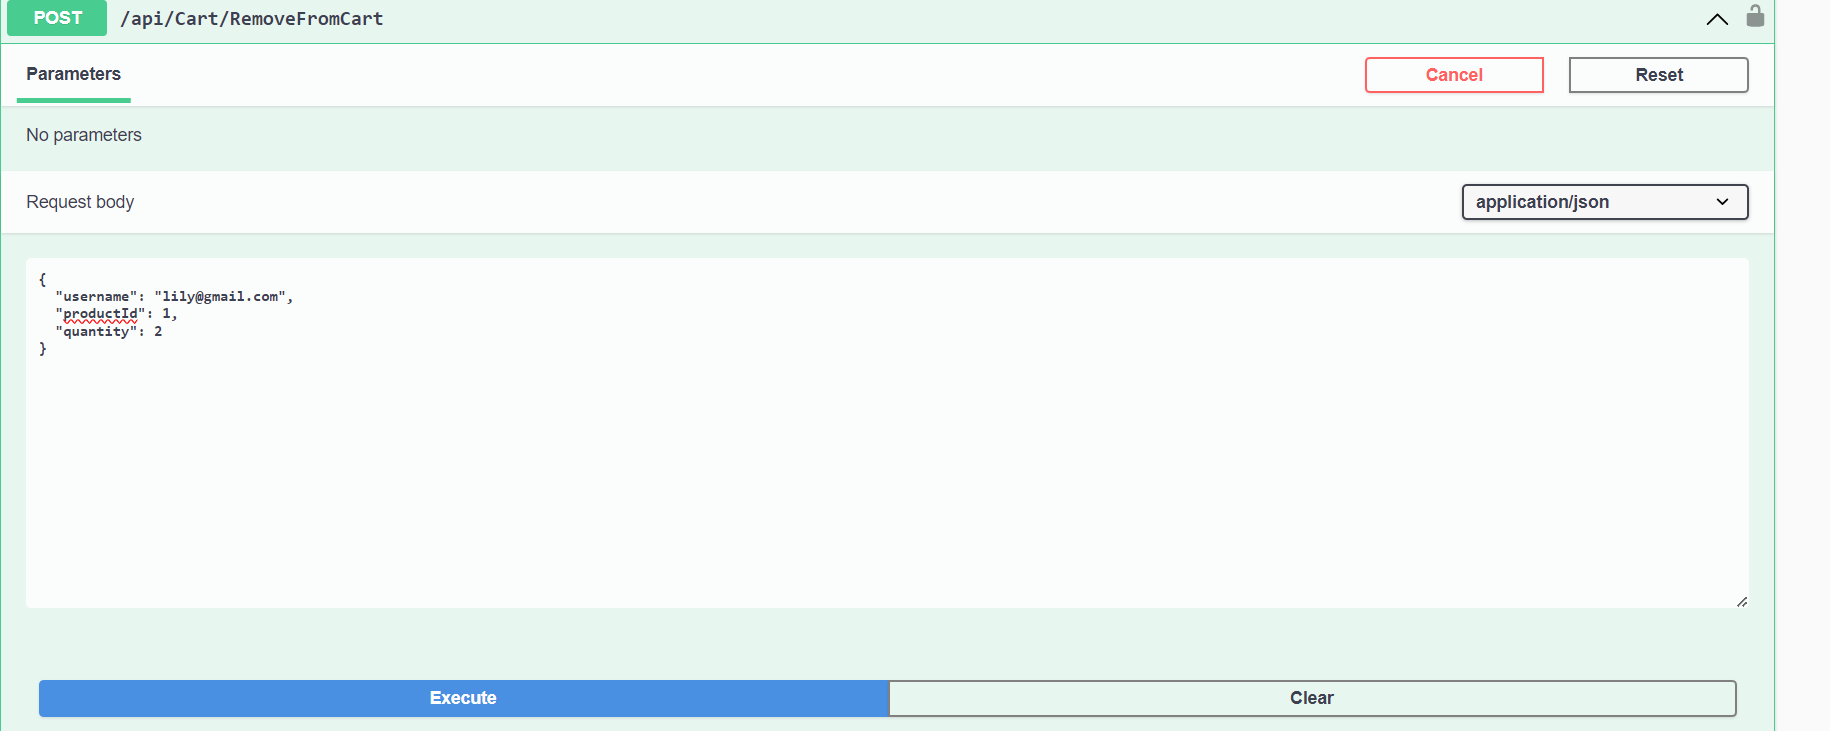 POST /api/Cart/RemoveFromCart
Parameters
Cancel
Reset
No parameters
Request body
application/json
{
  "username": "lily@gmail.com",
  "productId": 1,
  "quantity": 2
}
Execute
Clear